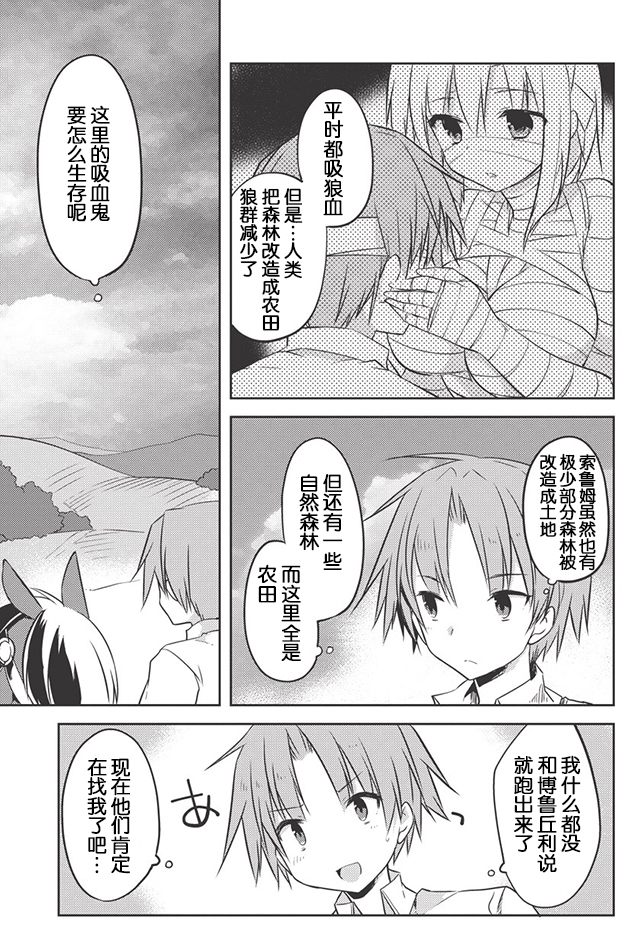 平时都吸狼血
但是…人类
把森林改造成农田
狼群减少了
索鲁姆虽然也有
极少部分森林被
改造成土地
但还有一些
自然森林
而这里全是
农田
这里的吸血鬼
要怎么生存呢
我什么都没
和博鲁丘利说
就跑出来了
あ
现在他们肯定
在找我了吧…